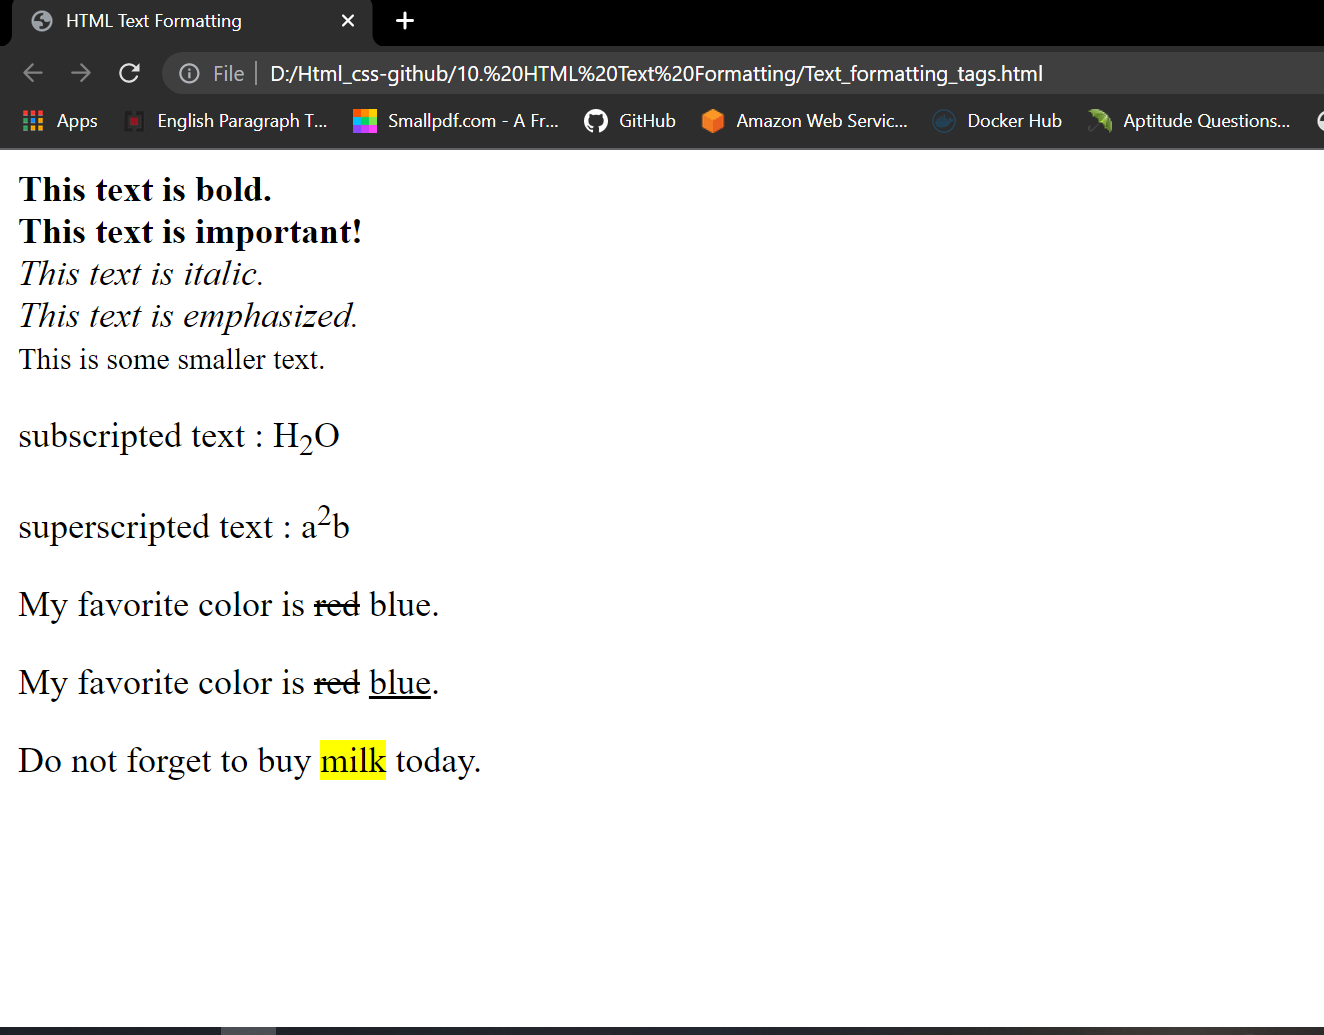 HTML Text Formatting
File D:/Html_css-github/10.%20HTML%20Text%20Formatting/Text_formatting_tags.html
Apps English Paragraph T... Smallpdf.com - A Fr... GitHub Amazon Web Servic... Docker Hub Aptitude Questions...
This text is bold.
This text is important!
This text is italic.
This text is emphasized.
This is some smaller text.
subscripted text : H₂O
superscripted text : a²b
My favorite color is red blue.
My favorite color is red blue.
Do not forget to buy milk today.